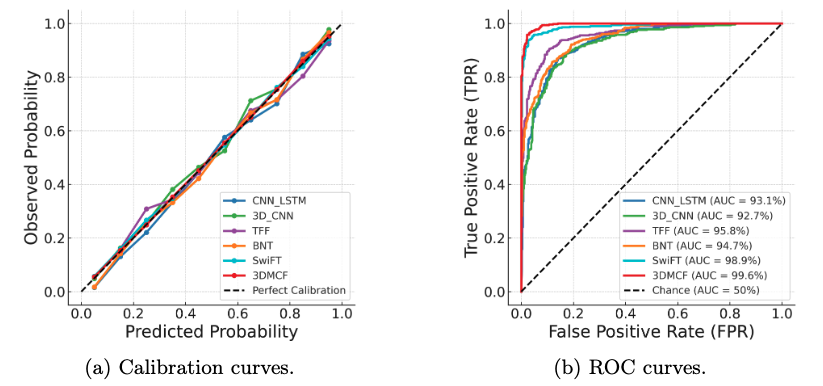 Observed Probability
1.0
0.8
0.6
0.4
0.2
0.0
CNN_LSTM
3D_CNN
TFF
BNT
SwiFT
3DMCF
Perfect Calibration
0.0 0.2 0.4 0.6 0.8 1.0
Predicted Probability
(a) Calibration curves.
True Positive Rate (TPR)
1.0
0.8
0.6
0.4
0.2
0.0
CNN_LSTM (AUC = 93.1%)
3D_CNN (AUC = 92.7%)
TFF (AUC = 95.8%)
BNT (AUC = 94.7%)
SwiFT (AUC = 98.9%)
3DMCF (AUC = 99.6%)
Chance (AUC = 50%)
0.0 0.2 0.4 0.6 0.8 1.0
False Positive Rate (FPR)
(b) ROC curves.